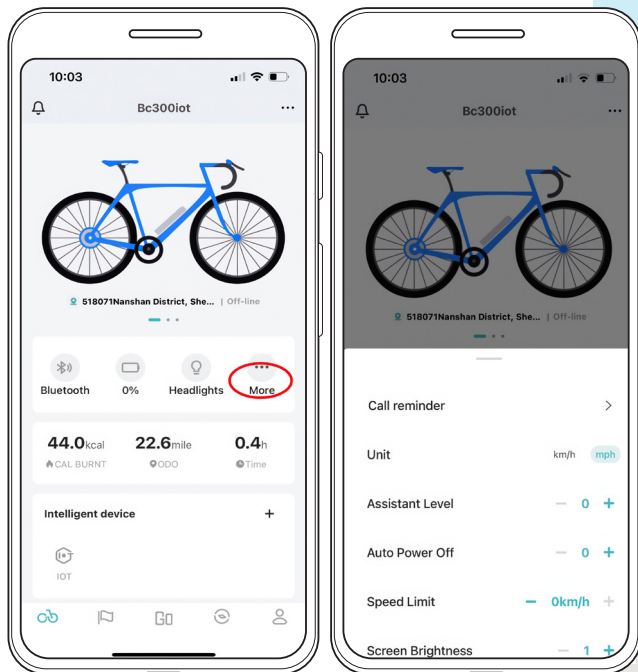 10:03
Bc300iot
518071Nanshan District, She... | Off-line
Bluetooth
0%
Headlights
More
44.0kcal
22.6mile
0.4h
CAL BURNT
ODO
Time
Intelligent device +
IOT
GO
10:03
Bc300iot
518071Nanshan District, She... | Off-line
Call reminder >
Unit km/h mph
Assistant Level − 0 +
Auto Power Off − 0 +
Speed Limit − 0km/h +
Screen Brightness − 1 +